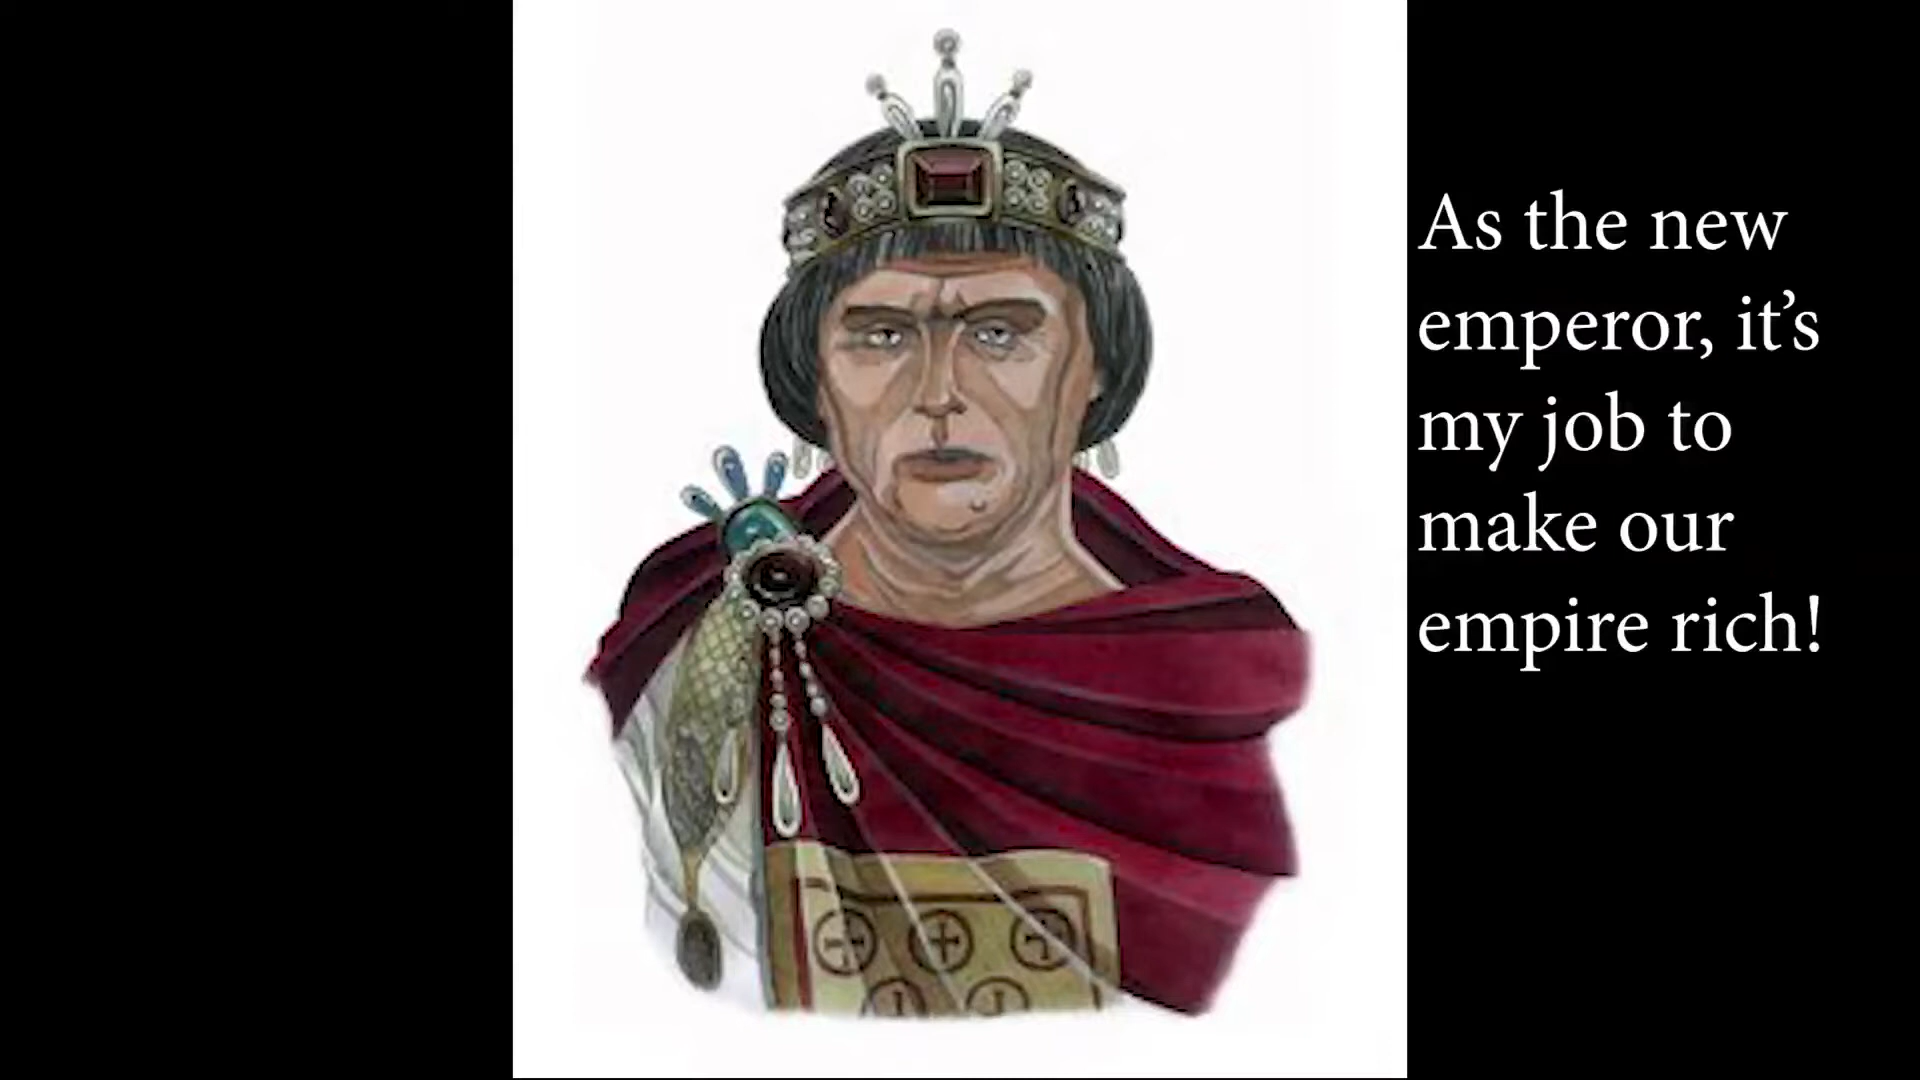 As the new
emperor, it’s
my job to
make our
empire rich!